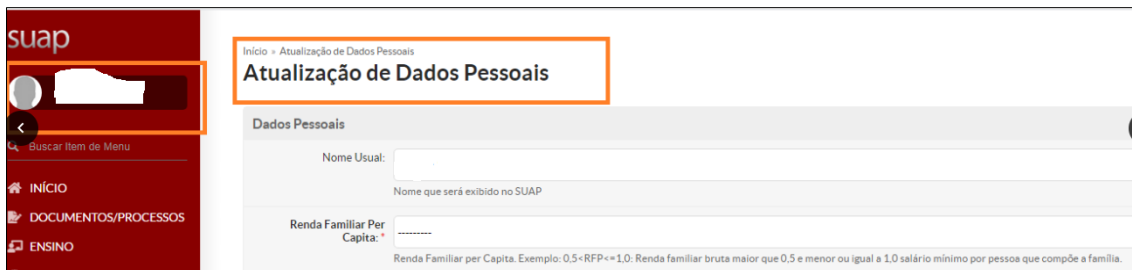 suap
Buscar Item de Menu
INÍCIO
DOCUMENTOS/PROCESSOS
ENSINO
Início » Atualização de Dados Pessoais
Atualização de Dados Pessoais
Dados Pessoais
Nome Usual:
Nome que será exibido no SUAP
Renda Familiar Per
Capita: *
---------
Renda Familiar per Capita. Exemplo: 0,5<RFP<=1,0: Renda familiar bruta maior que 0,5 e menor ou igual a 1,0 salário mínimo por pessoa que compõe a família.